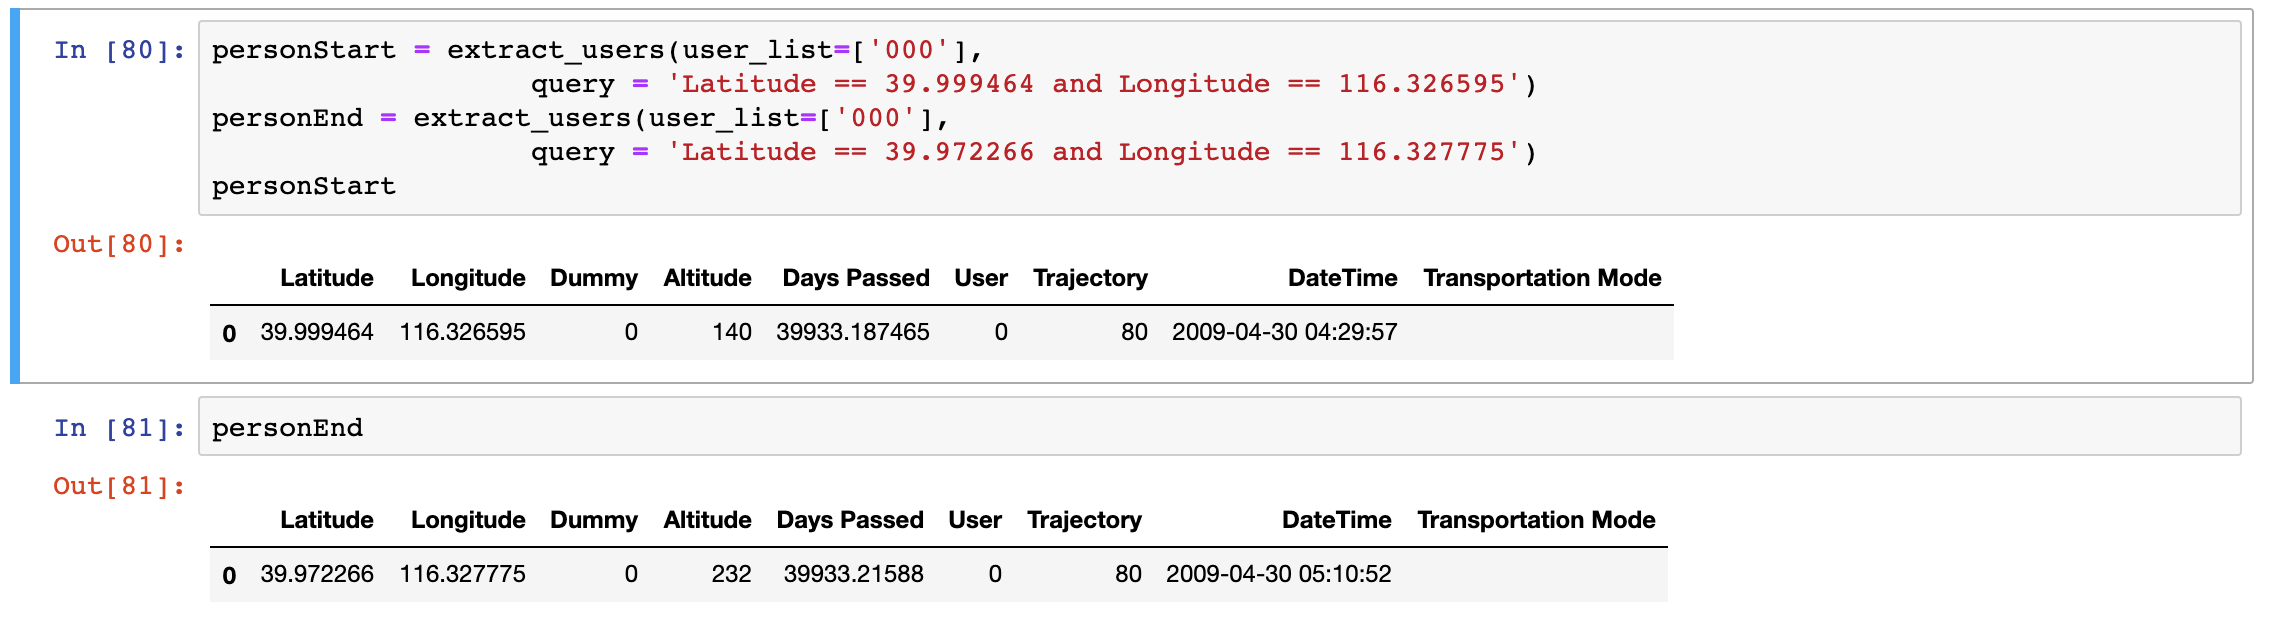 In [80]: personStart = extract_users(user_list=['000'],
query = 'Latitude == 39.999464 and Longitude == 116.326595')
personEnd = extract_users(user_list=['000'],
query = 'Latitude == 39.972266 and Longitude == 116.327775')
personStart
Out[80]:
Latitude Longitude Dummy Altitude Days Passed User Trajectory DateTime Transportation Mode
0 39.999464 116.326595 0 140 39933.187465 0 80 2009-04-30 04:29:57
In [81]: personEnd
Out[81]:
Latitude Longitude Dummy Altitude Days Passed User Trajectory DateTime Transportation Mode
0 39.972266 116.327775 0 232 39933.21588 0 80 2009-04-30 05:10:52